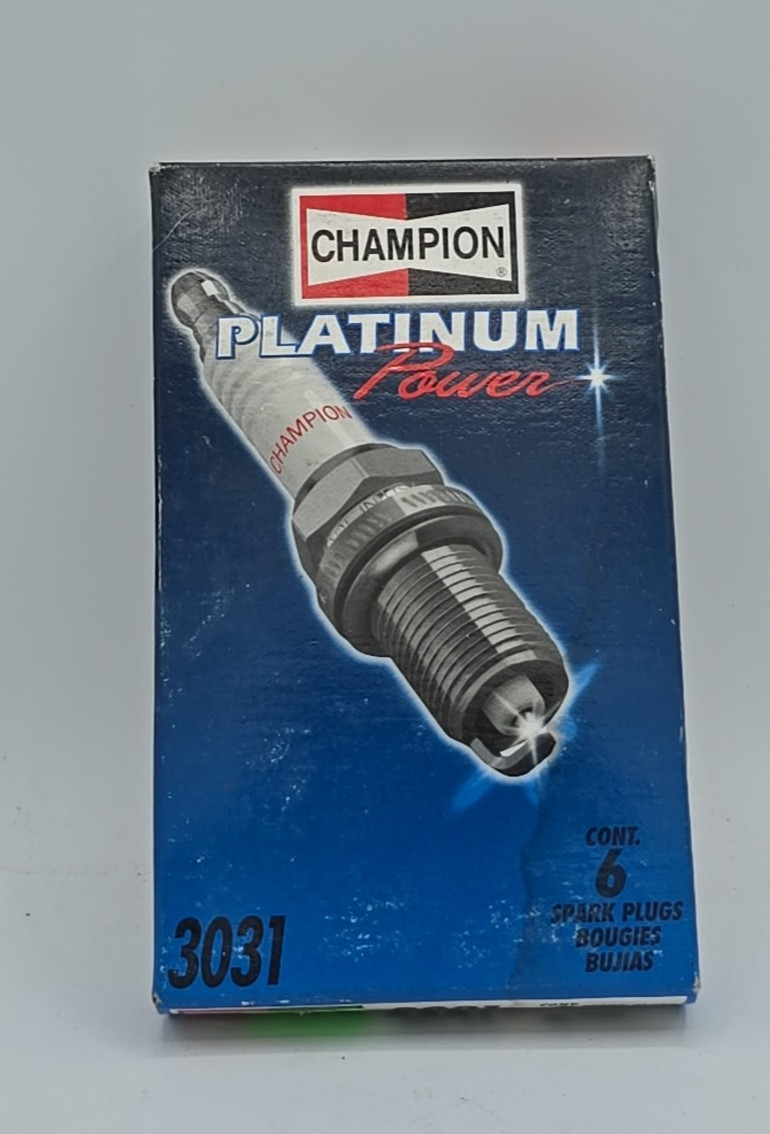 CHAMPION
®
PLATINUM
Power
CHAMPION
CONT.
6
SPARK PLUGS
BOUGIES
BUJIAS
3031